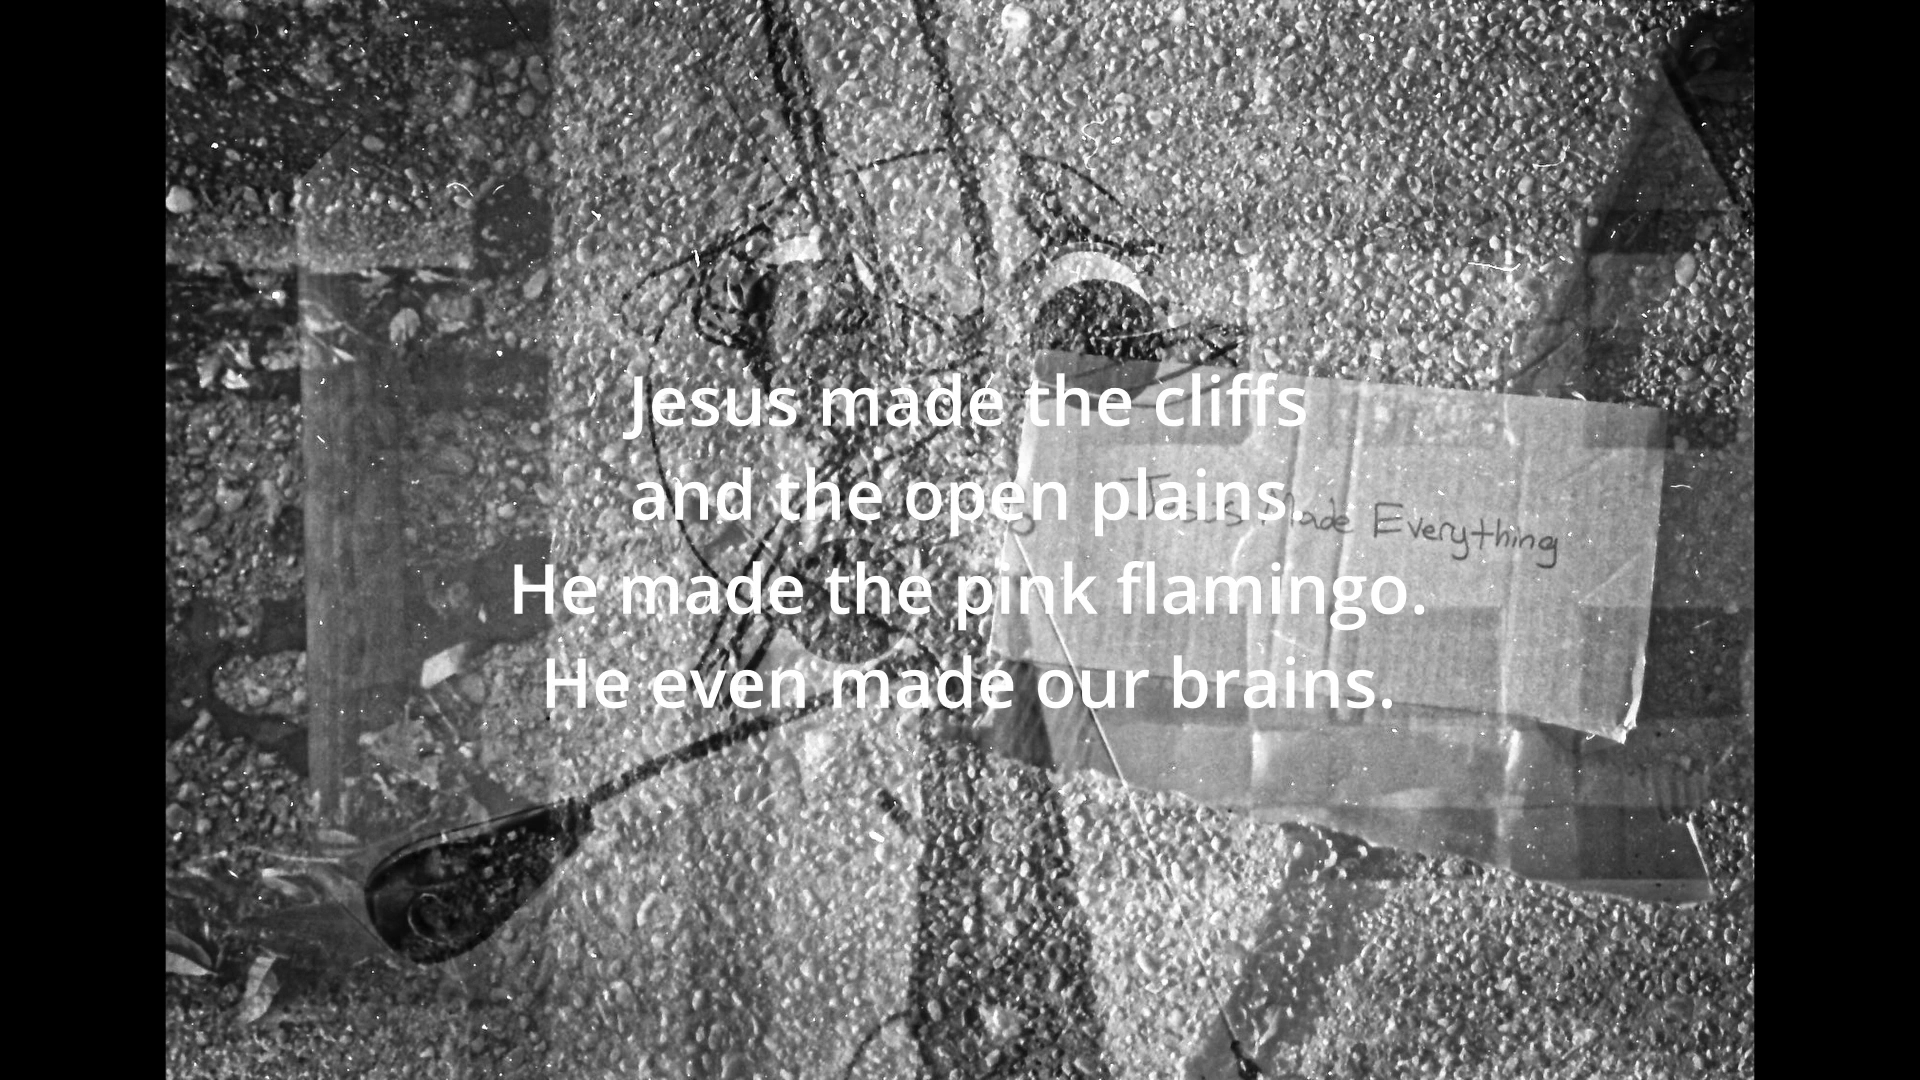 Jesus made the cliffs
and the open plains.
He made the pink flamingo.
He even made our brains.
Jesus Made Everything